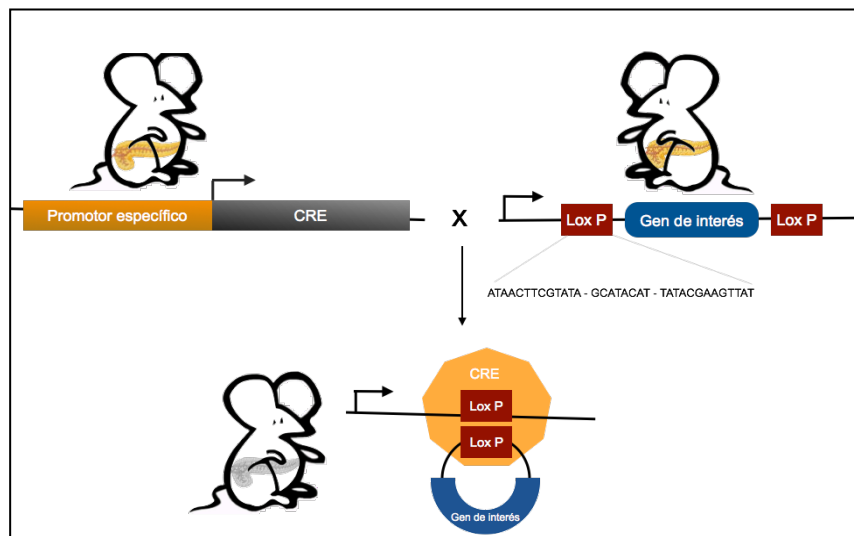 Promotor específico
CRE
X
Lox P
Gen de interés
Lox P
ATAACTTCGTATA - GCATACAT - TATACGAAGTTAT
CRE
Lox P
Lox P
Gen de interés